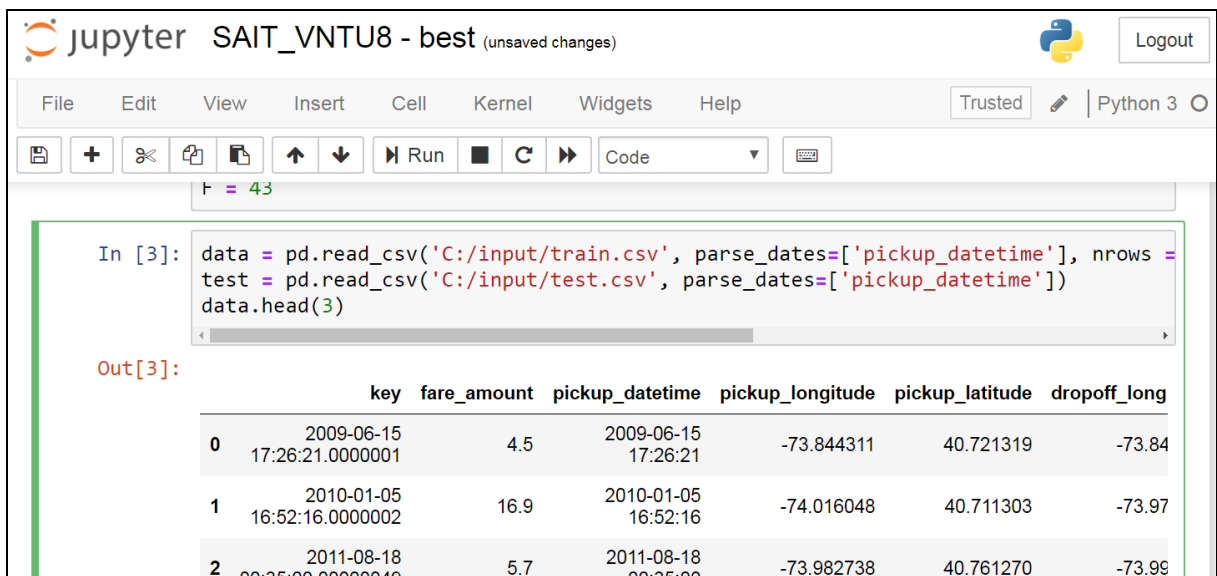 jupyter SAIT_VNTU8 - best (unsaved changes) Logout
File Edit View Insert Cell Kernel Widgets Help Trusted Python 3
Run Code
F = 43
In [3]: data = pd.read_csv('C:/input/train.csv', parse_dates=['pickup_datetime'], nrows =
test = pd.read_csv('C:/input/test.csv', parse_dates=['pickup_datetime'])
data.head(3)
Out[3]:
key fare_amount pickup_datetime pickup_longitude pickup_latitude dropoff_long
0 2009-06-15 17:26:21.0000001 4.5 2009-06-15 17:26:21 -73.844311 40.721319 -73.84
1 2010-01-05 16:52:16.0000002 16.9 2010-01-05 16:52:16 -74.016048 40.711303 -73.97
2 2011-08-18 5.7 2011-08-18 -73.982738 40.761270 -73.99